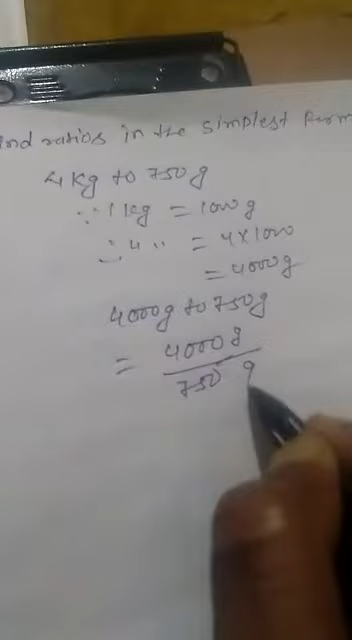 ind ratios in the simplest form
4 kg to 750 g
∵ 1 kg = 1000 g
∴ 4 〃 = 4 × 1000
= 4000 g
4000 g to 750 g
= 4000 g
750 g